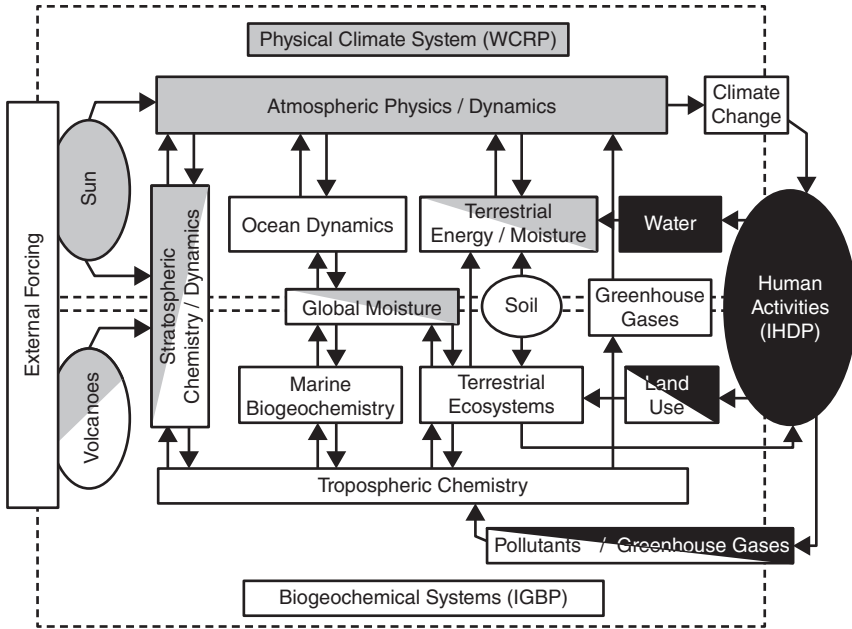 Physical Climate System (WCRP)
Atmospheric Physics / Dynamics
Climate
Change
External Forcing
Sun
Stratospheric
Chemistry / Dynamics
Ocean Dynamics
Terrestrial
Energy / Moisture
Water
Human
Activities
(IHDP)
Global Moisture
Soil
Greenhouse
Gases
Volcanoes
Marine
Biogeochemistry
Terrestrial
Ecosystems
Land
Use
Tropospheric Chemistry
Pollutants / Greenhouse Gases
Biogeochemical Systems (IGBP)